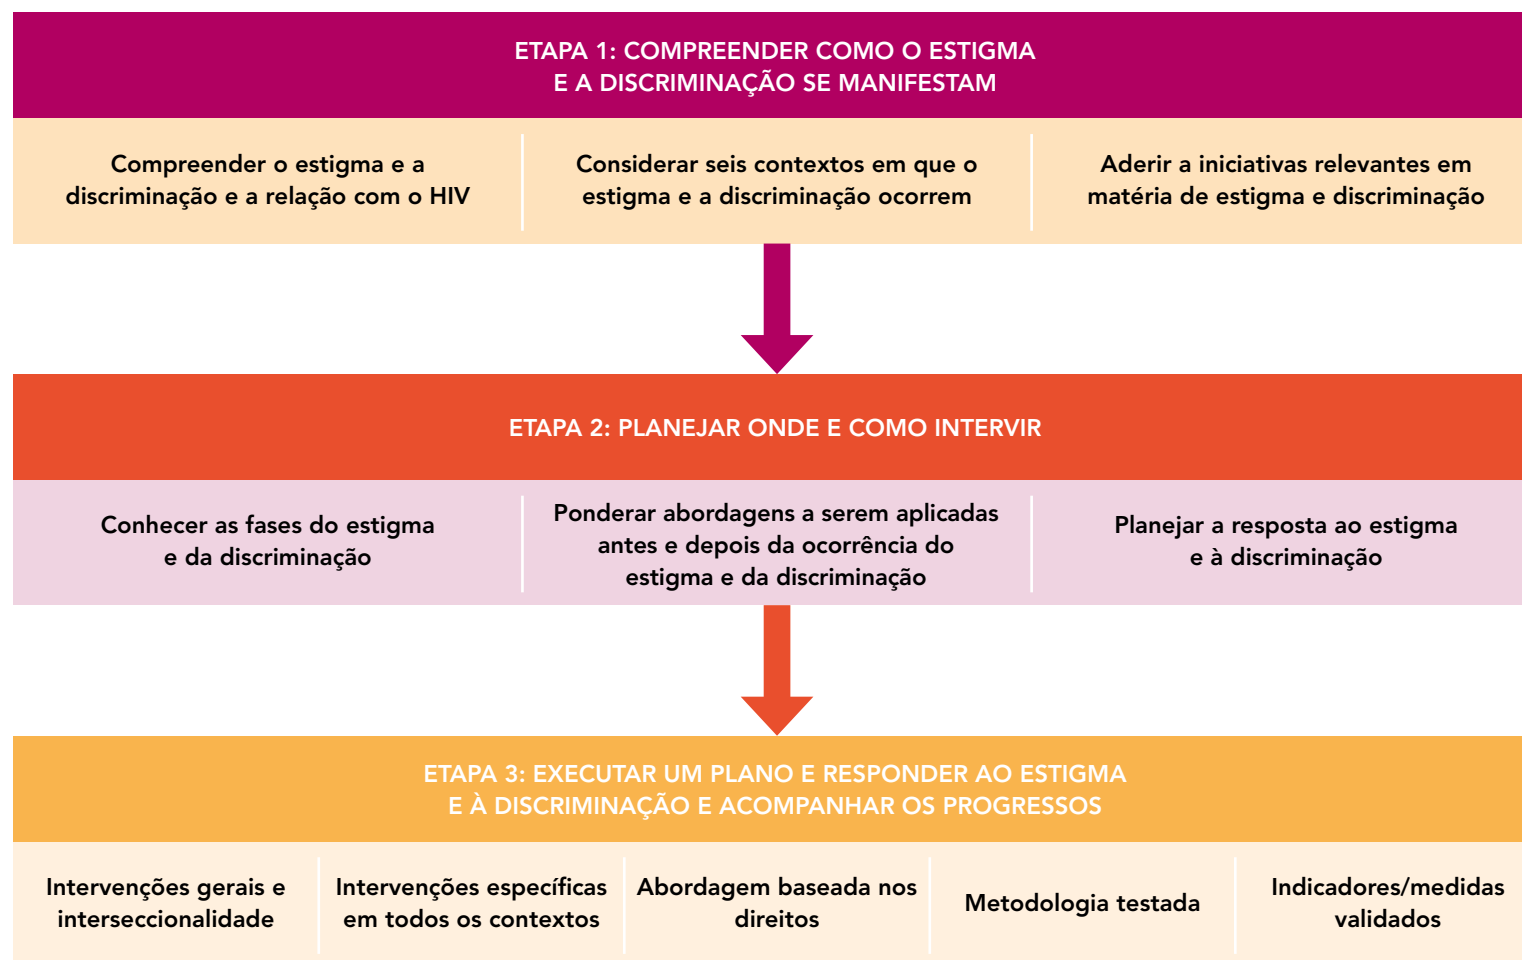 ETAPA 1: COMPREENDER COMO O ESTIGMA
E A DISCRIMINAÇÃO SE MANIFESTAM
Compreender o estigma e a
discriminação e a relação com o HIV
Considerar seis contextos em que o
estigma e a discriminação ocorrem
Aderir a iniciativas relevantes em
matéria de estigma e discriminação
ETAPA 2: PLANEJAR ONDE E COMO INTERVIR
Conhecer as fases do estigma
e da discriminação
Ponderar abordagens a serem aplicadas
antes e depois da ocorrência do
estigma e da discriminação
Planejar a resposta ao estigma
e à discriminação
ETAPA 3: EXECUTAR UM PLANO E RESPONDER AO ESTIGMA
E À DISCRIMINAÇÃO E ACOMPANHAR OS PROGRESSOS
Intervenções gerais e
interseccionalidade
Intervenções específicas
em todos os contextos
Abordagem baseada nos
direitos
Metodologia testada
Indicadores/medidas
validados